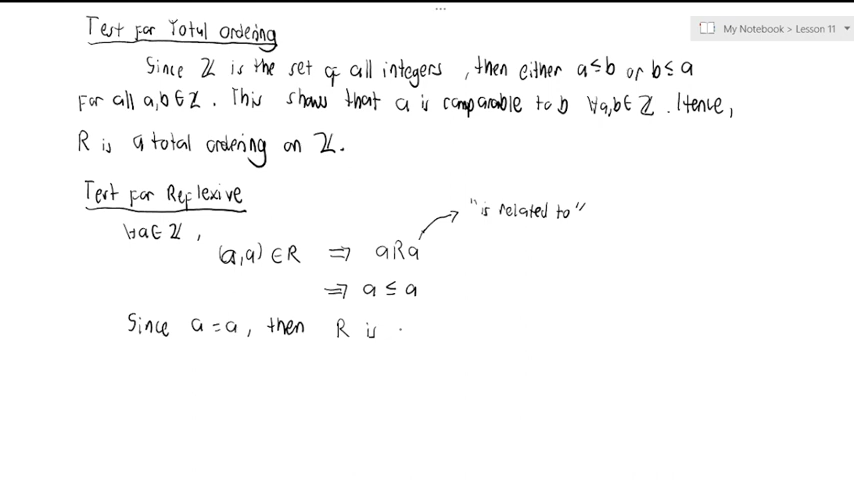 My Notebook > Lesson 11
Test for Total ordering
Since ℤ is the set of all integers, then either a ≤ b or b ≤ a
For all a,b ∈ ℤ. This shows that a is comparable to b ∀a,b ∈ ℤ. Hence,
R is a total ordering on ℤ.
Test for Reflexive
"is related to"
∀a ∈ ℤ,
(a,a) ∈ R ⟹ aRa
⟹ a ≤ a
Since a = a, then R is